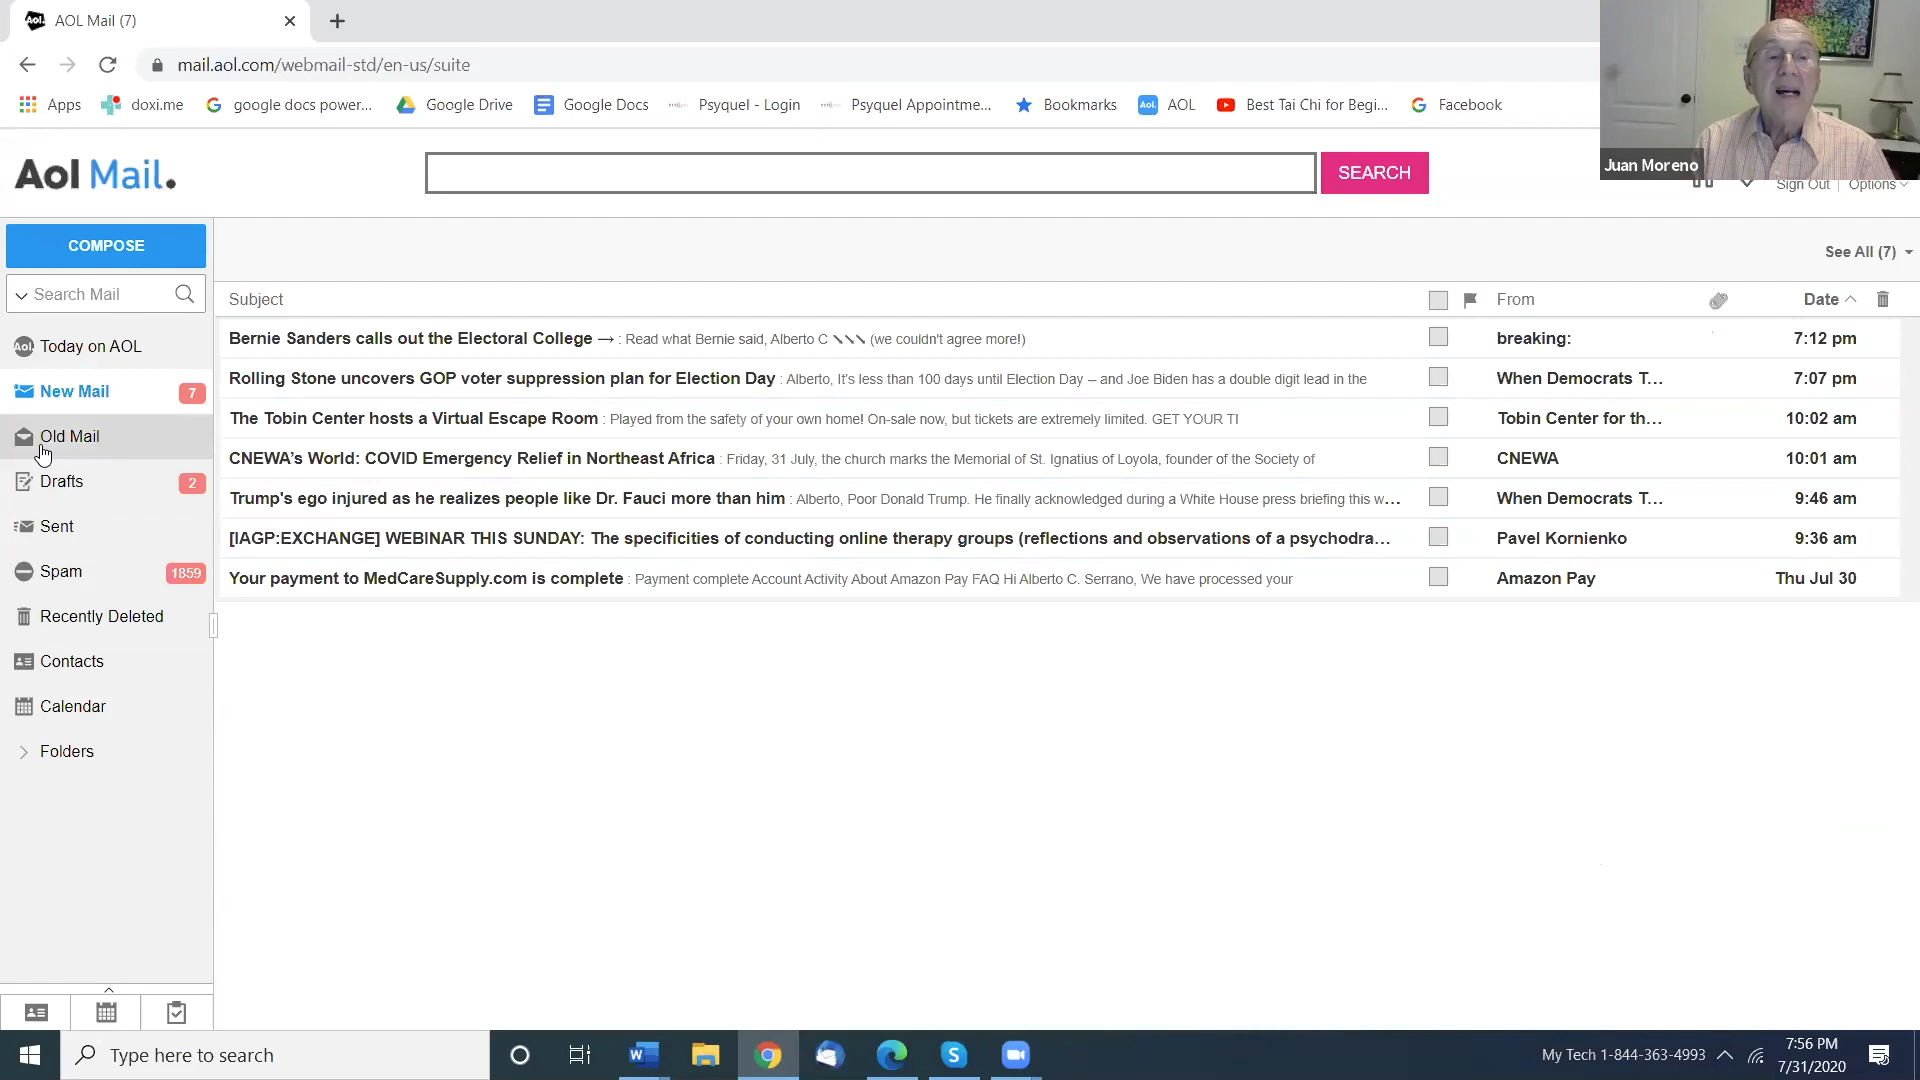 Aol. AOL Mail (7)
mail.aol.com/webmail-std/en-us/suite
Apps doxi.me google docs power... Google Drive Google Docs Psyquel - Login Psyquel Appointme... Bookmarks Aol. AOL Best Tai Chi for Begi... Facebook
Juan Moreno
Aol Mail.
SEARCH
Sign Out Options
COMPOSE
See All (7)
Search Mail
Subject From Date
Aol. Today on AOL
New Mail 7
Old Mail
Drafts 2
Sent
Spam 1859
Recently Deleted
Contacts
Calendar
Folders
Bernie Sanders calls out the Electoral College → : Read what Bernie said, Alberto C ⭨⭨⭨ (we couldn't agree more!) breaking: 7:12 pm
Rolling Stone uncovers GOP voter suppression plan for Election Day : Alberto, It's less than 100 days until Election Day – and Joe Biden has a double digit lead in the When Democrats T... 7:07 pm
The Tobin Center hosts a Virtual Escape Room : Played from the safety of your own home! On-sale now, but tickets are extremely limited. GET YOUR TI Tobin Center for th... 10:02 am
CNEWA’s World: COVID Emergency Relief in Northeast Africa : Friday, 31 July, the church marks the Memorial of St. Ignatius of Loyola, founder of the Society of CNEWA 10:01 am
Trump's ego injured as he realizes people like Dr. Fauci more than him : Alberto, Poor Donald Trump. He finally acknowledged during a White House press briefing this w... When Democrats T... 9:46 am
[IAGP:EXCHANGE] WEBINAR THIS SUNDAY: The specificities of conducting online therapy groups (reflections and observations of a psychodra... Pavel Kornienko 9:36 am
Your payment to MedCareSupply.com is complete : Payment complete Account Activity About Amazon Pay FAQ Hi Alberto C. Serrano, We have processed your Amazon Pay Thu Jul 30
Type here to search
My Tech 1-844-363-4993
7:56 PM
7/31/2020